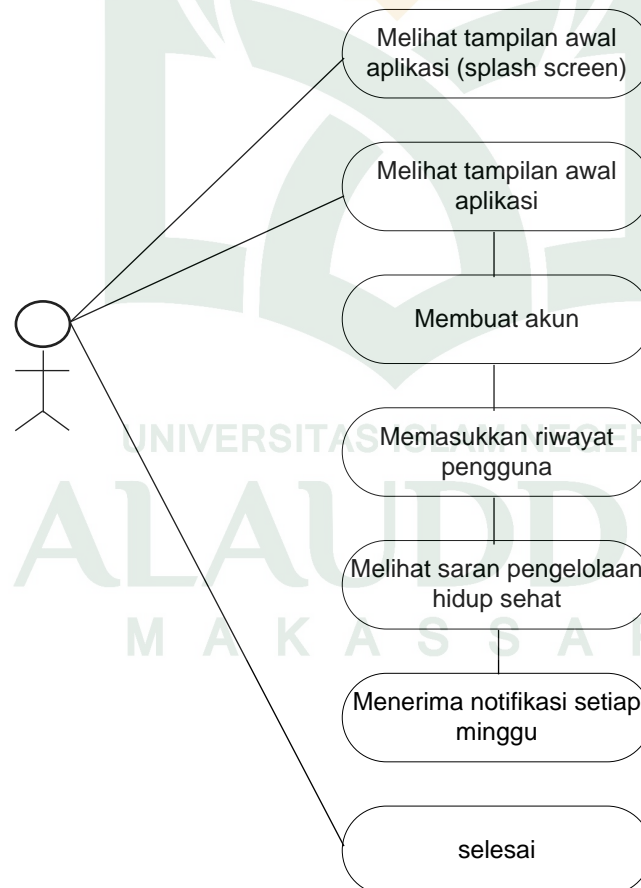 Melihat tampilan awal
aplikasi (splash screen)
Melihat tampilan awal
aplikasi
Membuat akun
UNIVERSITAS ISLAM NEGERI
Memasukkan riwayat
pengguna
Melihat saran pengelolaan
hidup sehat
MAKASSAR
Menerima notifikasi setiap
minggu
selesai